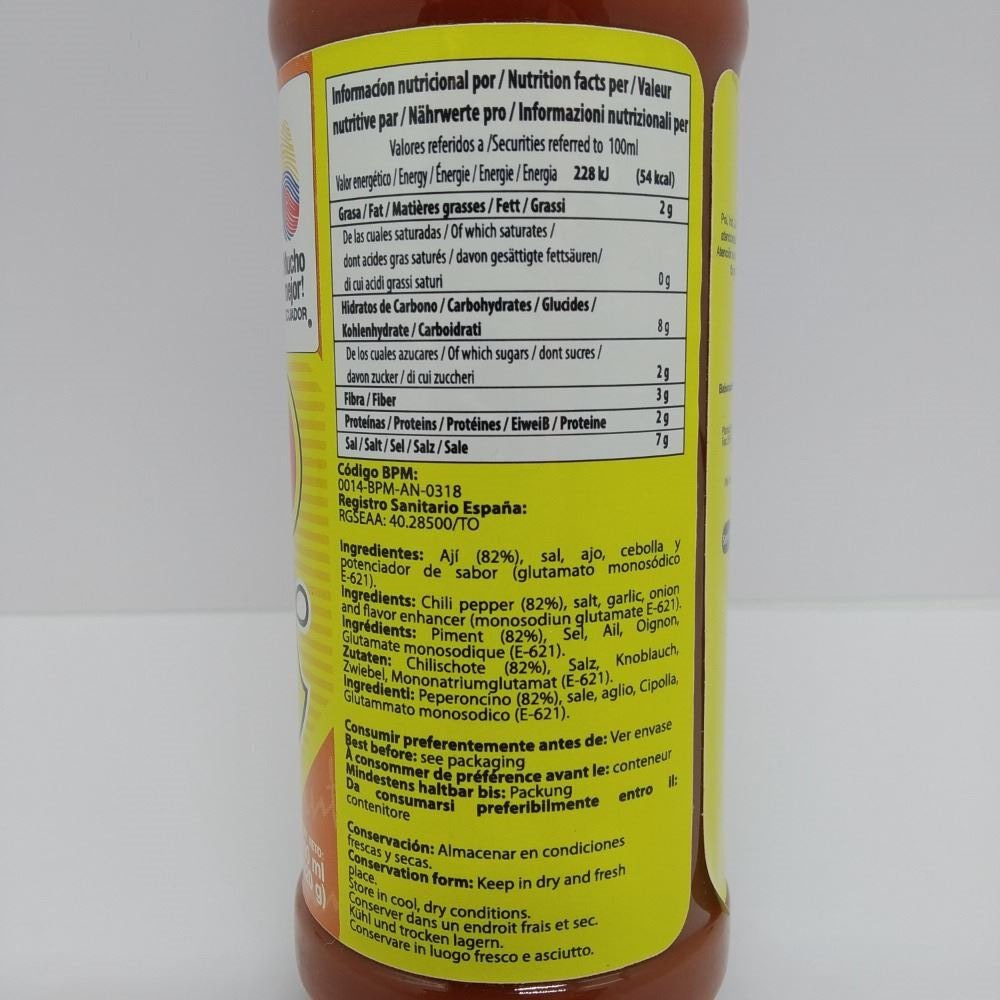 Informacíon nutricional por / Nutrition facts per / Valeur
nutritive par / Nährwerte pro / Informazioni nutrizionali per
Valores referidos a /Securities referred to 100ml
Valor energético / Energy / Énergie / Energie / Energia 228 kJ (54 kcal)
Grasa / Fat / Matières grasses / Fett / Grassi 2 g
De las cuales saturadas / Of which saturates /
dont acides gras saturés / davon gesättigte fettsäuren/
di cui acidi grassi saturi 0 g
Hidratos de Carbono / Carbohydrates / Glucides /
Kohlenhydrate / Carboidrati 8 g
De los cuales azucares / Of which sugars / dont sucres /
davon zucker / di cui zuccheri 2 g
Fibra / Fiber 3 g
Proteínas / Proteins / Protéines / EiweiB / Proteine 2 g
Sal / Salt / Sel / Salz / Sale 7 g
Código BPM:
0014-BPM-AN-0318
Registro Sanitario España:
RGSEAA: 40.28500/TO
Ingredientes: Ají (82%), sal, ajo, cebolla y
potenciador de sabor (glutamato monosódico
E-621).
Ingredients: Chili pepper (82%), salt, garlic, onion
and flavor enhancer (monosodiun glutamate E-621).
Ingrédients: Piment (82%), Sel, Ail, Oignon,
Glutamate monosodique (E-621).
Zutaten: Chilischote (82%), Salz, Knoblauch,
Zwiebel, Mononatriumglutamat (E-621).
Ingredienti: Peperoncino (82%), sale, aglio, Cipolla,
Glutammato monosodico (E-621).
Consumir preferentemente antes de: Ver envase
Best before: see packaging
À consommer de préférence avant le: conteneur
Mindestens haltbar bis: Packung
Da consumarsi preferibilmente entro il:
contenitore
Conservación: Almacenar en condiciones
frescas y secas.
Conservation form: Keep in dry and fresh
place.
Store in cool, dry conditions.
Conserver dans un endroit frais et sec.
Kühl und trocken lagern.
Conservare in luogo fresco e asciutto.
ml
g)